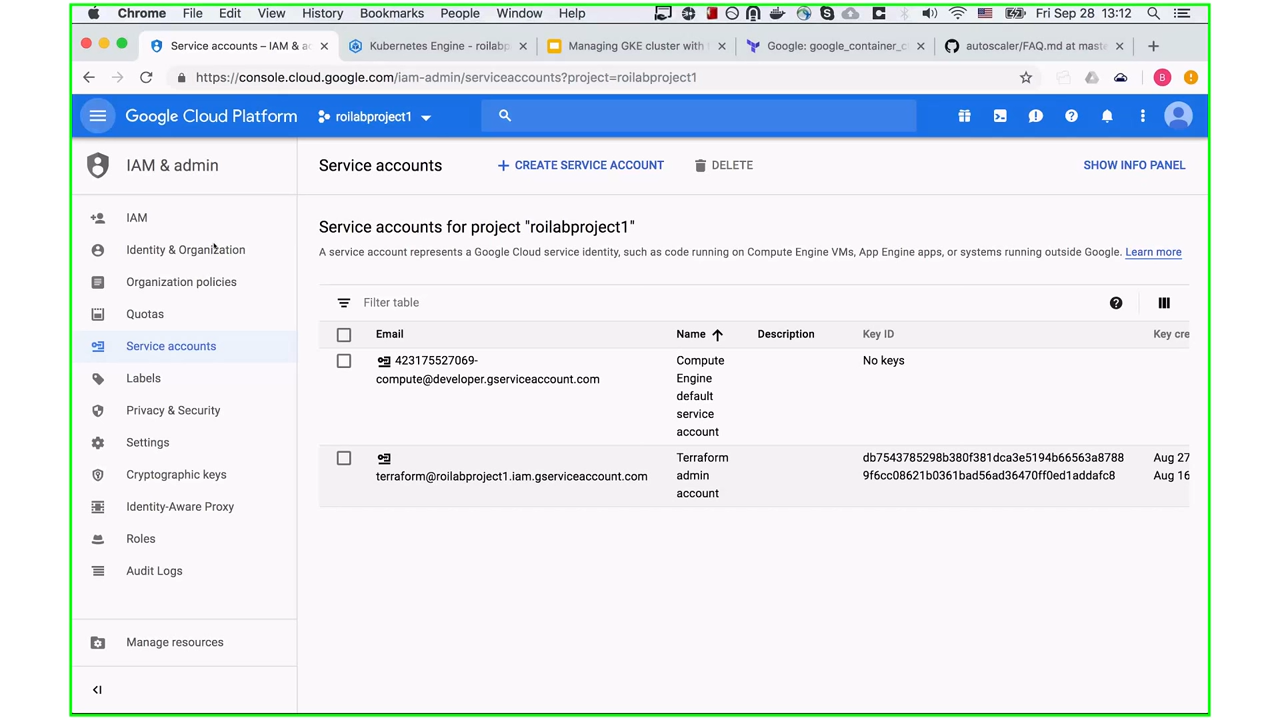 Chrome File Edit View History Bookmarks People Window Help Fri Sep 28 13:12
Service accounts – IAM & a
Kubernetes Engine - roilabp
Managing GKE cluster with
Google: google_container_c
autoscaler/FAQ.md at maste
https://console.cloud.google.com/iam-admin/serviceaccounts?project=roilabproject1
B
Google Cloud Platform
roilabproject1
IAM & admin
Service accounts
CREATE SERVICE ACCOUNT
DELETE
SHOW INFO PANEL
IAM
Identity & Organization
Organization policies
Quotas
Service accounts
Labels
Privacy & Security
Settings
Cryptographic keys
Identity-Aware Proxy
Roles
Audit Logs
Manage resources
Service accounts for project "roilabproject1"
A service account represents a Google Cloud service identity, such as code running on Compute Engine VMs, App Engine apps, or systems running outside Google. Learn more
Filter table
Email Name Description Key ID Key cre
423175527069-
compute@developer.gserviceaccount.com
Compute
Engine
default
service
account
No keys
terraform@roilabproject1.iam.gserviceaccount.com
Terraform
admin
account
db7543785298b380f381dca3e5194b66563a8788
9f6cc08621b0361bad56ad36470ff0ed1addafc8
Aug 27
Aug 16